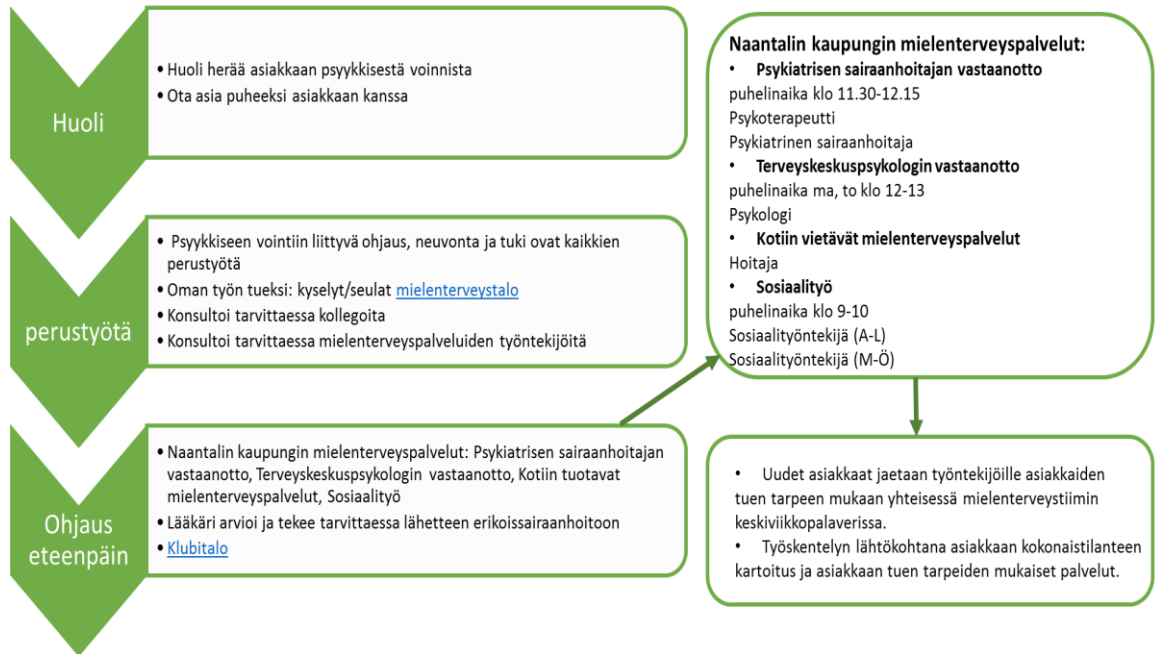 Huoli
• Huoli herää asiakkaan psyykkisestä voinnista
• Ota asia puheeksi asiakkaan kanssa
perustyötä
• Psyykkiseen vointiin liittyvä ohjaus, neuvonta ja tuki ovat kaikkien
perustyötä
• Oman työn tueksi: kyselyt/seulat mielenterveystalo
• Konsultoi tarvittaessa kollegoita
• Konsultoi tarvittaessa mielenterveyspalveluiden työntekijöitä
Ohjaus
eteenpäin
• Naantalin kaupungin mielenterveyspalvelut: Psykiatrisen sairaanhoitajan
vastaanotto, Terveyskeskuspsykologin vastaanotto, Kotiin tuotavat
mielenterveyspalvelut, Sosiaalityö
• Lääkäri arvioi ja tekee tarvittaessa lähetteen erikoissairaanhoitoon
• Klubitalo
Naantalin kaupungin mielenterveyspalvelut:
• Psykiatrisen sairaanhoitajan vastaanotto
puhelinaika klo 11.30-12.15
Psykoterapeutti
Psykiatrinen sairaanhoitaja
• Terveyskeskuspsykologin vastaanotto
puhelinaika ma, to klo 12-13
Psykologi
• Kotiin vietävät mielenterveyspalvelut
Hoitaja
• Sosiaalityö
puhelinaika klo 9-10
Sosiaalityöntekijä (A-L)
Sosiaalityöntekijä (M-Ö)
• Uudet asiakkaat jaetaan työntekijöille asiakkaiden
tuen tarpeen mukaan yhteisessä mielenterveystiimin
keskiviikkopalaverissa.
• Työskentelyn lähtökohtana asiakkaan kokonaistilanteen
kartoitus ja asiakkaan tuen tarpeiden mukaiset palvelut.